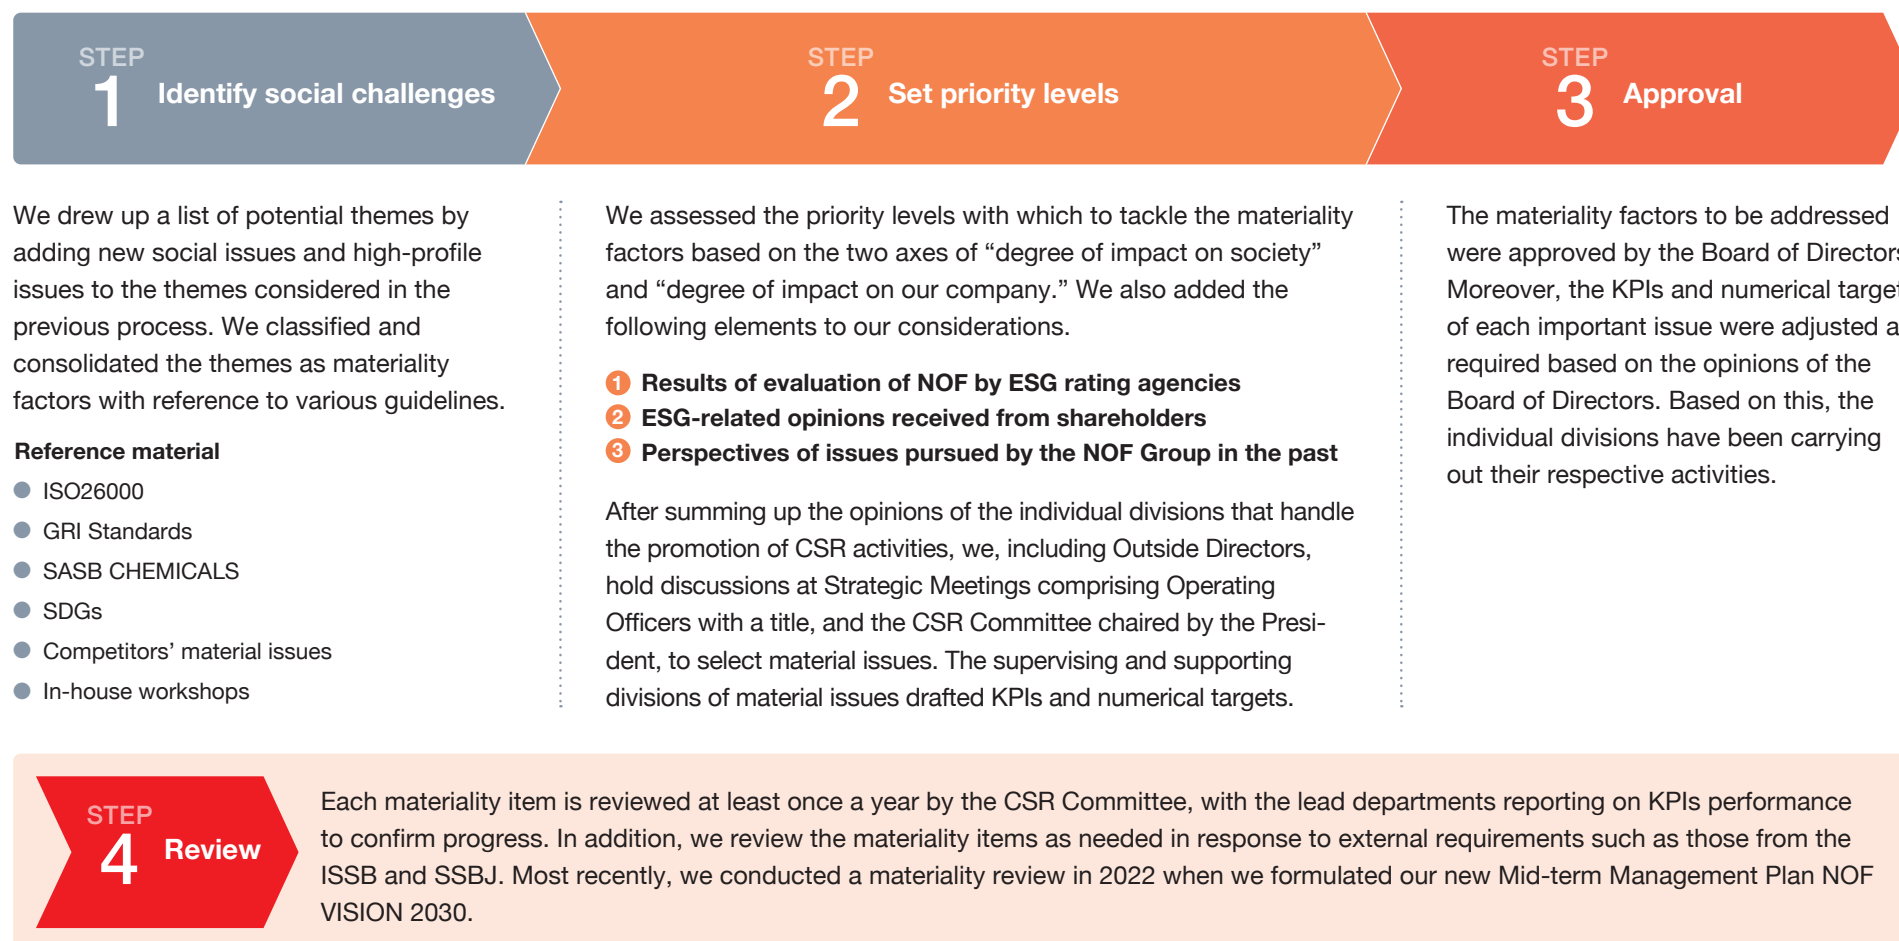 STEP
1 Identify social challenges
STEP
2 Set priority levels
STEP
3 Approval
We drew up a list of potential themes by
adding new social issues and high-profile
issues to the themes considered in the
previous process. We classified and
consolidated the themes as materiality
factors with reference to various guidelines.
Reference material
● ISO26000
● GRI Standards
● SASB CHEMICALS
● SDGs
● Competitors’ material issues
● In-house workshops
We assessed the priority levels with which to tackle the materiality
factors based on the two axes of “degree of impact on society”
and “degree of impact on our company.” We also added the
following elements to our considerations.
1 Results of evaluation of NOF by ESG rating agencies
2 ESG-related opinions received from shareholders
3 Perspectives of issues pursued by the NOF Group in the past
After summing up the opinions of the individual divisions that handle
the promotion of CSR activities, we, including Outside Directors,
hold discussions at Strategic Meetings comprising Operating
Officers with a title, and the CSR Committee chaired by the Presi-
dent, to select material issues. The supervising and supporting
divisions of material issues drafted KPIs and numerical targets.
The materiality factors to be addressed
were approved by the Board of Directors
Moreover, the KPIs and numerical target
of each important issue were adjusted a
required based on the opinions of the
Board of Directors. Based on this, the
individual divisions have been carrying
out their respective activities.
STEP
4 Review
Each materiality item is reviewed at least once a year by the CSR Committee, with the lead departments reporting on KPIs performance
to confirm progress. In addition, we review the materiality items as needed in response to external requirements such as those from the
ISSB and SSBJ. Most recently, we conducted a materiality review in 2022 when we formulated our new Mid-term Management Plan NOF
VISION 2030.